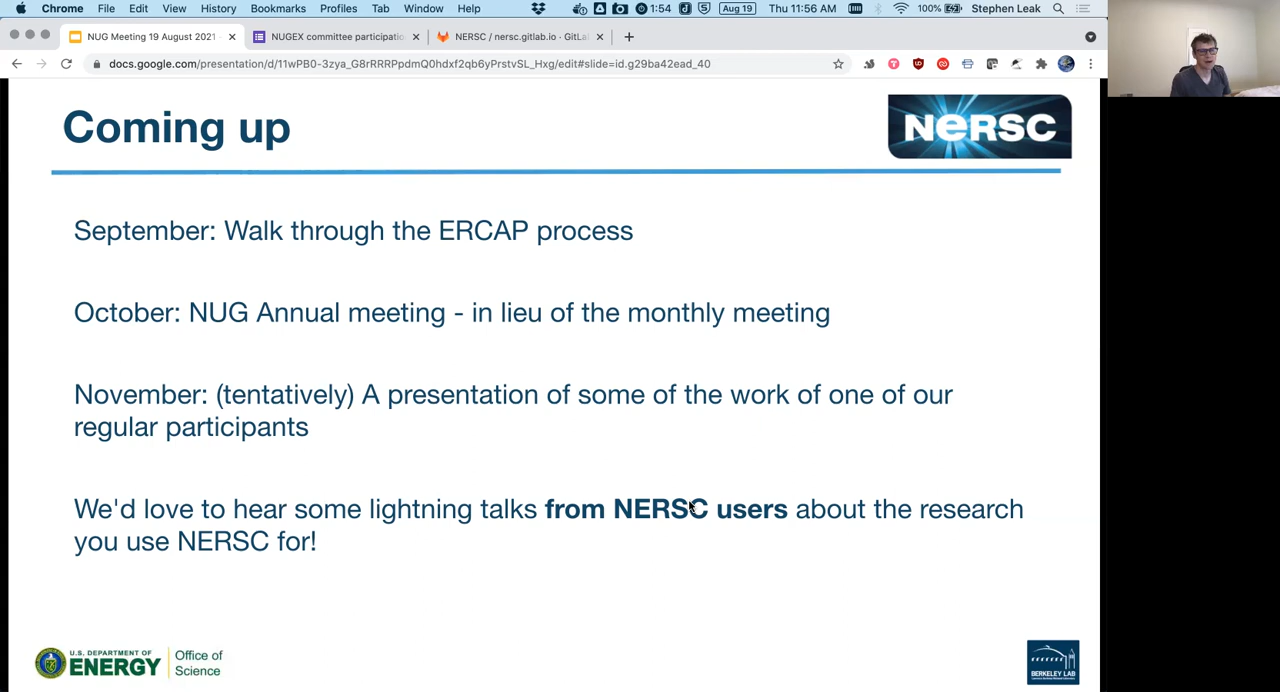 Chrome File Edit View History Bookmarks Profiles Tab Window Help 1:54 Aug 19 Thu 11:56 AM 100% Stephen Leak
NUG Meeting 19 August 2021 NUGEX committee participatio NERSC / nersc.gitlab.io · GitLa
docs.google.com/presentation/d/11wPB0-3zya_G8rRRRPpdmQ0hdxf2qb6yPrstvSL_Hxg/edit#slide=id.g29ba42ead_40
Coming up
NERSC
September: Walk through the ERCAP process
October: NUG Annual meeting - in lieu of the monthly meeting
November: (tentatively) A presentation of some of the work of one of our
regular participants
We'd love to hear some lightning talks from NERSC users about the research
you use NERSC for!
U.S. DEPARTMENT OF
ENERGY
Office of
Science
BERKELEY LAB